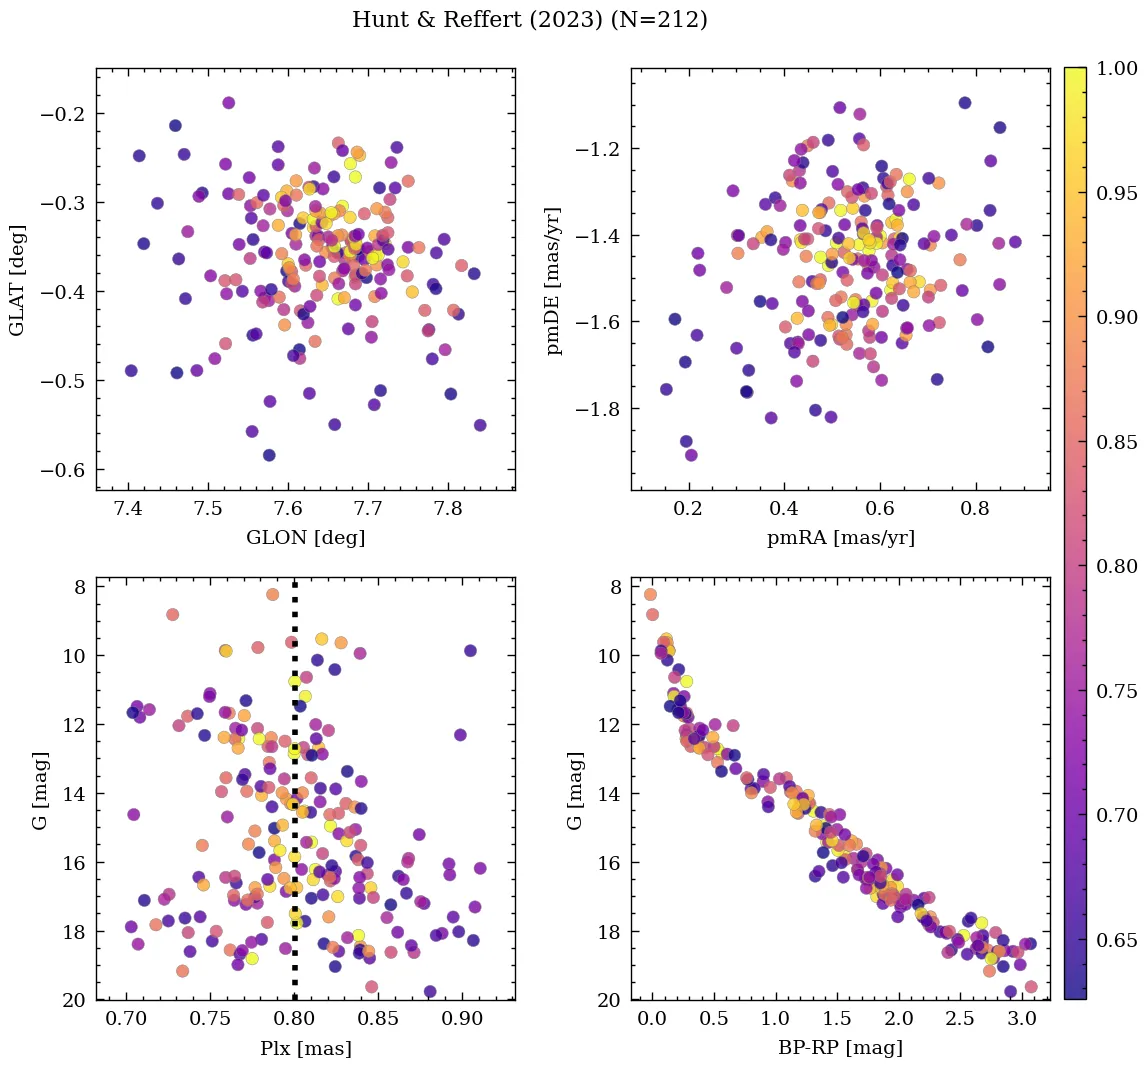 Hunt & Reffert (2023) (N=212)
−0.2
−0.3
−0.4
−0.5
−0.6
GLAT [deg]
7.4 7.5 7.6 7.7 7.8
GLON [deg]
−1.2
−1.4
−1.6
−1.8
pmDE [mas/yr]
0.2 0.4 0.6 0.8
pmRA [mas/yr]
8
10
12
14
16
18
20
G [mag]
0.70 0.75 0.80 0.85 0.90
Plx [mas]
8
10
12
14
16
18
20
G [mag]
0.0 0.5 1.0 1.5 2.0 2.5 3.0
BP-RP [mag]
1.00
0.95
0.90
0.85
0.80
0.75
0.70
0.65